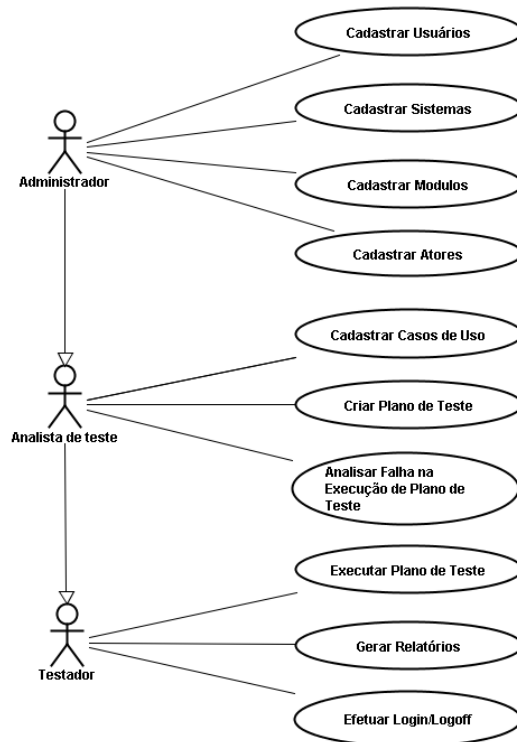 Cadastrar Usuários
Cadastrar Sistemas
Administrador
Cadastrar Modulos
Cadastrar Atores
Cadastrar Casos de Uso
Criar Plano de Teste
Analista de teste
Analisar Falha na
Execução de Plano de
Teste
Executar Plano de Teste
Gerar Relatórios
Testador
Efetuar Login/Logoff